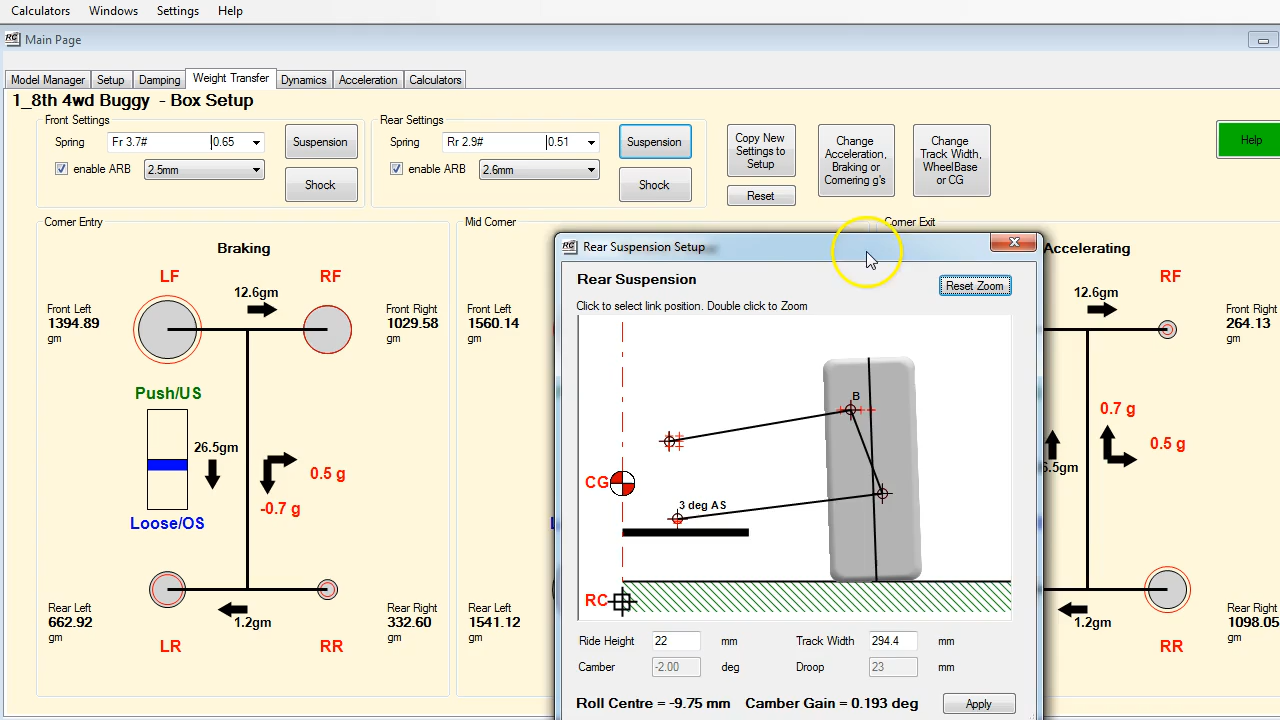 Calculators Windows Settings Help
RC Main Page
Model Manager Setup Damping Weight Transfer Dynamics Acceleration Calculators
1_8th 4wd Buggy - Box Setup
Front Settings
Spring Fr 3.7# 0.65
enable ARB 2.5mm
Suspension
Shock
Rear Settings
Spring Rr 2.9# 0.51
enable ARB 2.6mm
Suspension
Shock
Copy New
Settings to
Setup
Reset
Change
Acceleration,
Braking or
Cornering g's
Change
Track Width,
WheelBase
or CG
Help
Corner Entry
Braking
LF
RF
12.6gm
Front Left
1394.89
gm
Front Right
1029.58
gm
Push/US
26.5gm
0.5 g
-0.7 g
Loose/OS
Rear Left
662.92
gm
1.2gm
Rear Right
332.60
gm
LR
RR
Mid Corner
Front Left
1560.14
gm
Rear Left
1541.12
gm
Corner Exit
Accelerating
RF
12.6gm
Front Right
264.13
gm
0.7 g
0.5 g
1.2gm
Rear Right
1098.05
gm
RR
RC Rear Suspension Setup
Rear Suspension
Reset Zoom
Click to select link position. Double click to Zoom
B
CG
3 deg AS
RC
Ride Height 22 mm Track Width 294.4 mm
Camber -2.00 deg Droop 23 mm
Roll Centre = -9.75 mm Camber Gain = 0.193 deg Apply